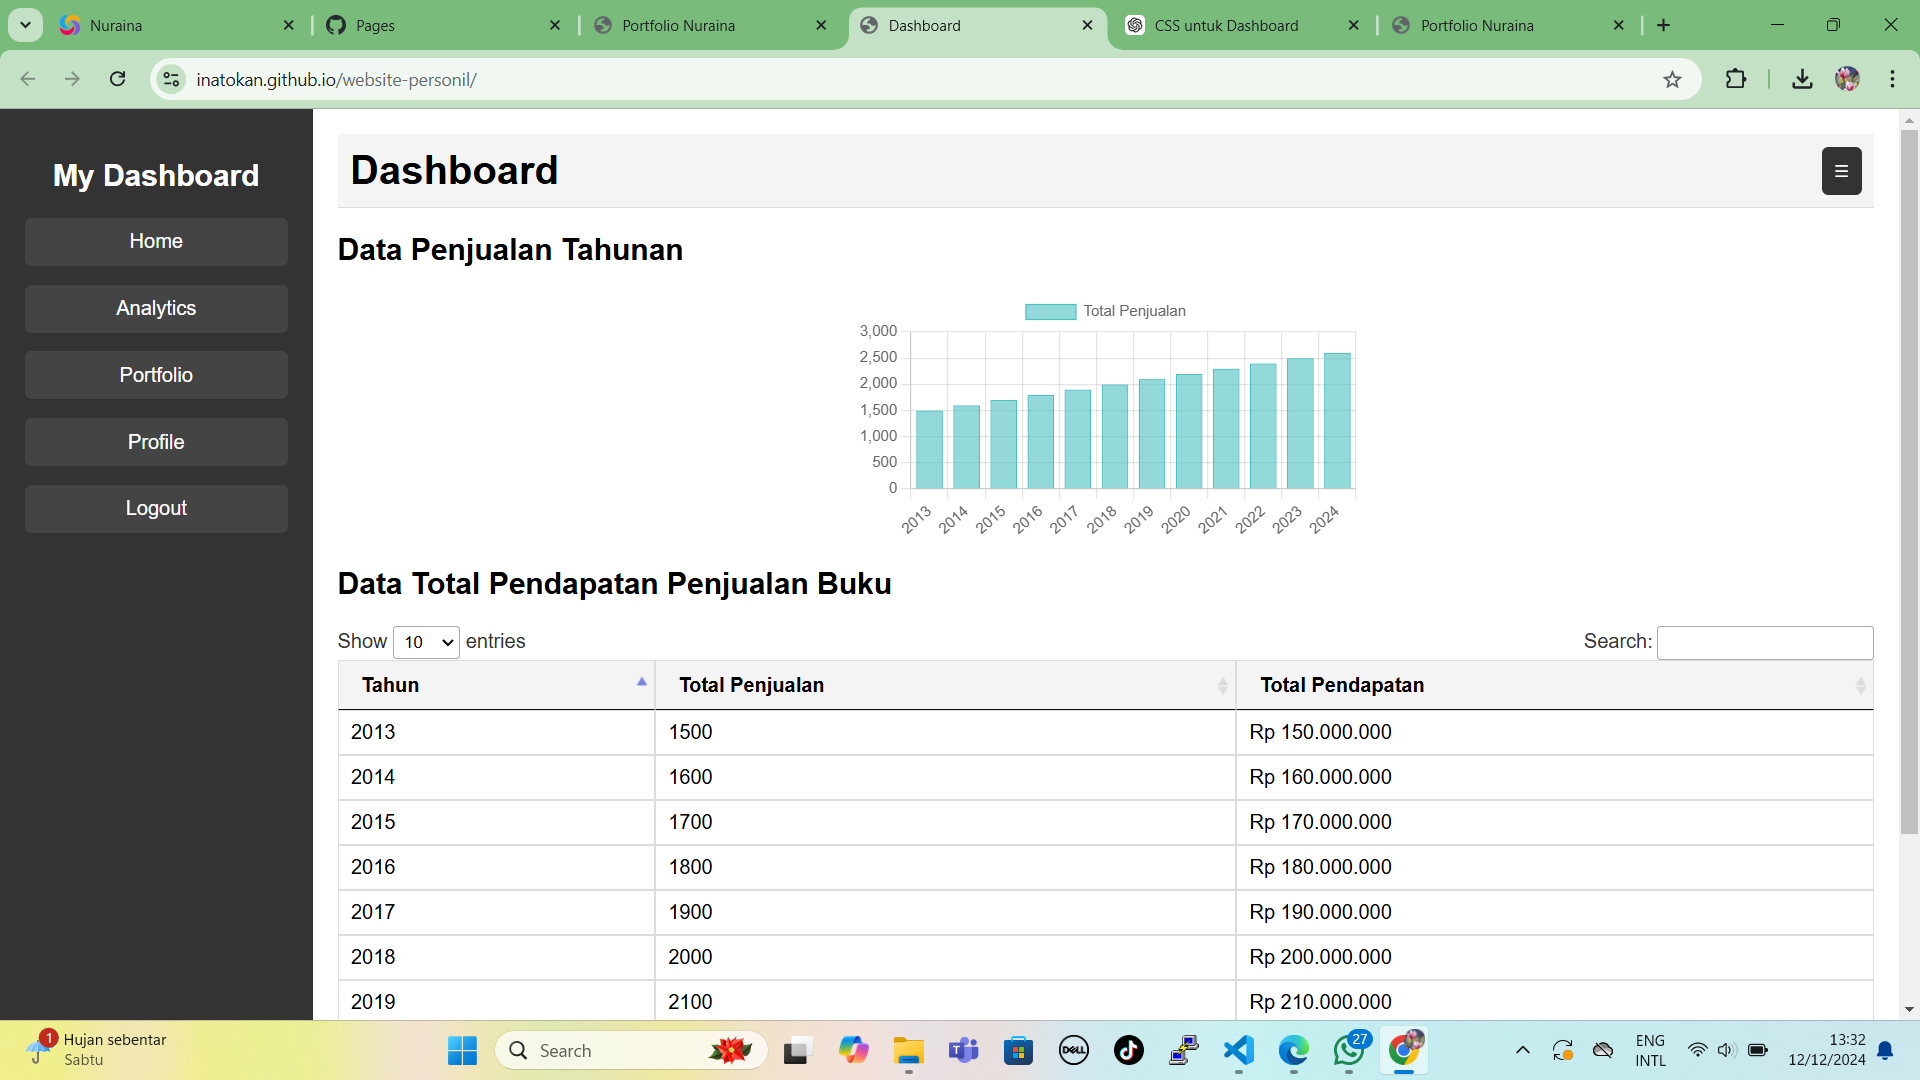 Nuraina
Pages
Portfolio Nuraina
Dashboard
CSS untuk Dashboard
Portfolio Nuraina
inatokan.github.io/website-personil/
My Dashboard
Home
Analytics
Portfolio
Profile
Logout
Dashboard
☰
Data Penjualan Tahunan
Total Penjualan
3,000
2,500
2,000
1,500
1,000
500
0
2013 2014 2015 2016 2017 2018 2019 2020 2021 2022 2023 2024
Data Total Pendapatan Penjualan Buku
Show 10 entries
Search:
Tahun Total Penjualan Total Pendapatan
2013 1500 Rp 150.000.000
2014 1600 Rp 160.000.000
2015 1700 Rp 170.000.000
2016 1800 Rp 180.000.000
2017 1900 Rp 190.000.000
2018 2000 Rp 200.000.000
2019 2100 Rp 210.000.000
1
Hujan sebentar
Sabtu
Search
DELL
27
ENG
INTL
13:32
12/12/2024